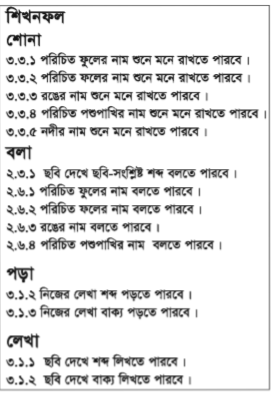 শিখনফল
শোনা
৩.৩.১ পরিচিত ফুলের নাম শুনে মনে রাখতে পারবে।
৩.৩.২ পরিচিত ফলের নাম শুনে মনে রাখতে পারবে।
৩.৩.৩ রঙের নাম শুনে মনে রাখতে পারবে।
৩.৩.৪ পরিচিত পশুপাখির নাম শুনে মনে রাখতে পারবে।
৩.৩.৫ নদীর নাম শুনে মনে রাখতে পারবে।
বলা
২.৩.১ ছবি দেখে ছবি-সংশ্লিষ্ট শব্দ বলতে পারবে।
২.৬.১ পরিচিত ফুলের নাম বলতে পারবে।
২.৬.২ পরিচিত ফলের নাম বলতে পারবে।
২.৬.৩ রঙের নাম বলতে পারবে।
২.৬.৪ পরিচিত পশুপাখির নাম বলতে পারবে।
পড়া
৩.১.২ নিজের লেখা শব্দ পড়তে পারবে।
৩.১.৩ নিজের লেখা বাক্য পড়তে পারবে।
লেখা
৩.১.১ ছবি দেখে শব্দ লিখতে পারবে।
৩.১.২ ছবি দেখে বাক্য লিখতে পারবে।